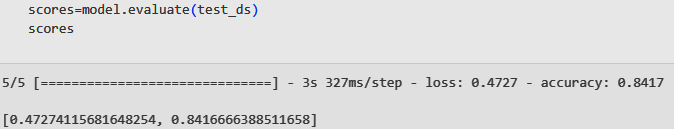 scores=model.evaluate(test_ds)
scores
5/5 [==============================] - 3s 327ms/step - loss: 0.4727 - accuracy: 0.8417
[0.47274115681648254, 0.8416666388511658]